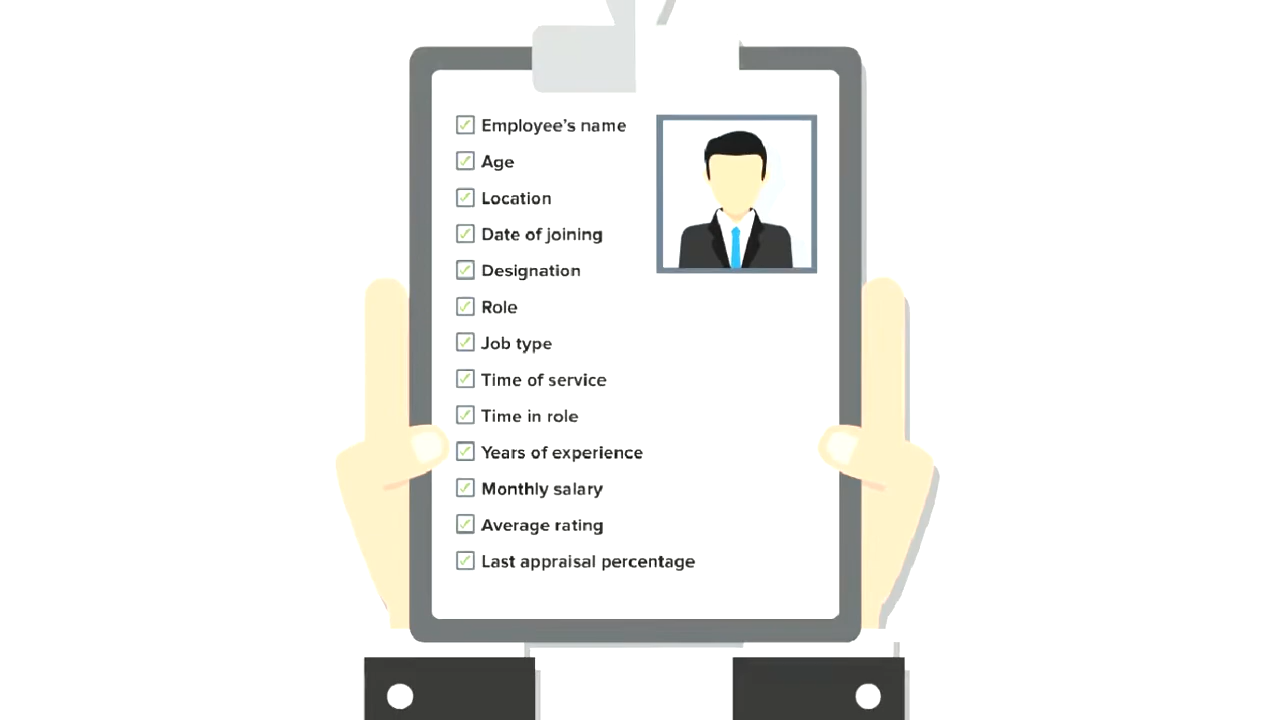 Employee's name
Age
Location
Date of joining
Designation
Role
Job type
Time of service
Time in role
Years of experience
Monthly salary
Average rating
Last appraisal percentage